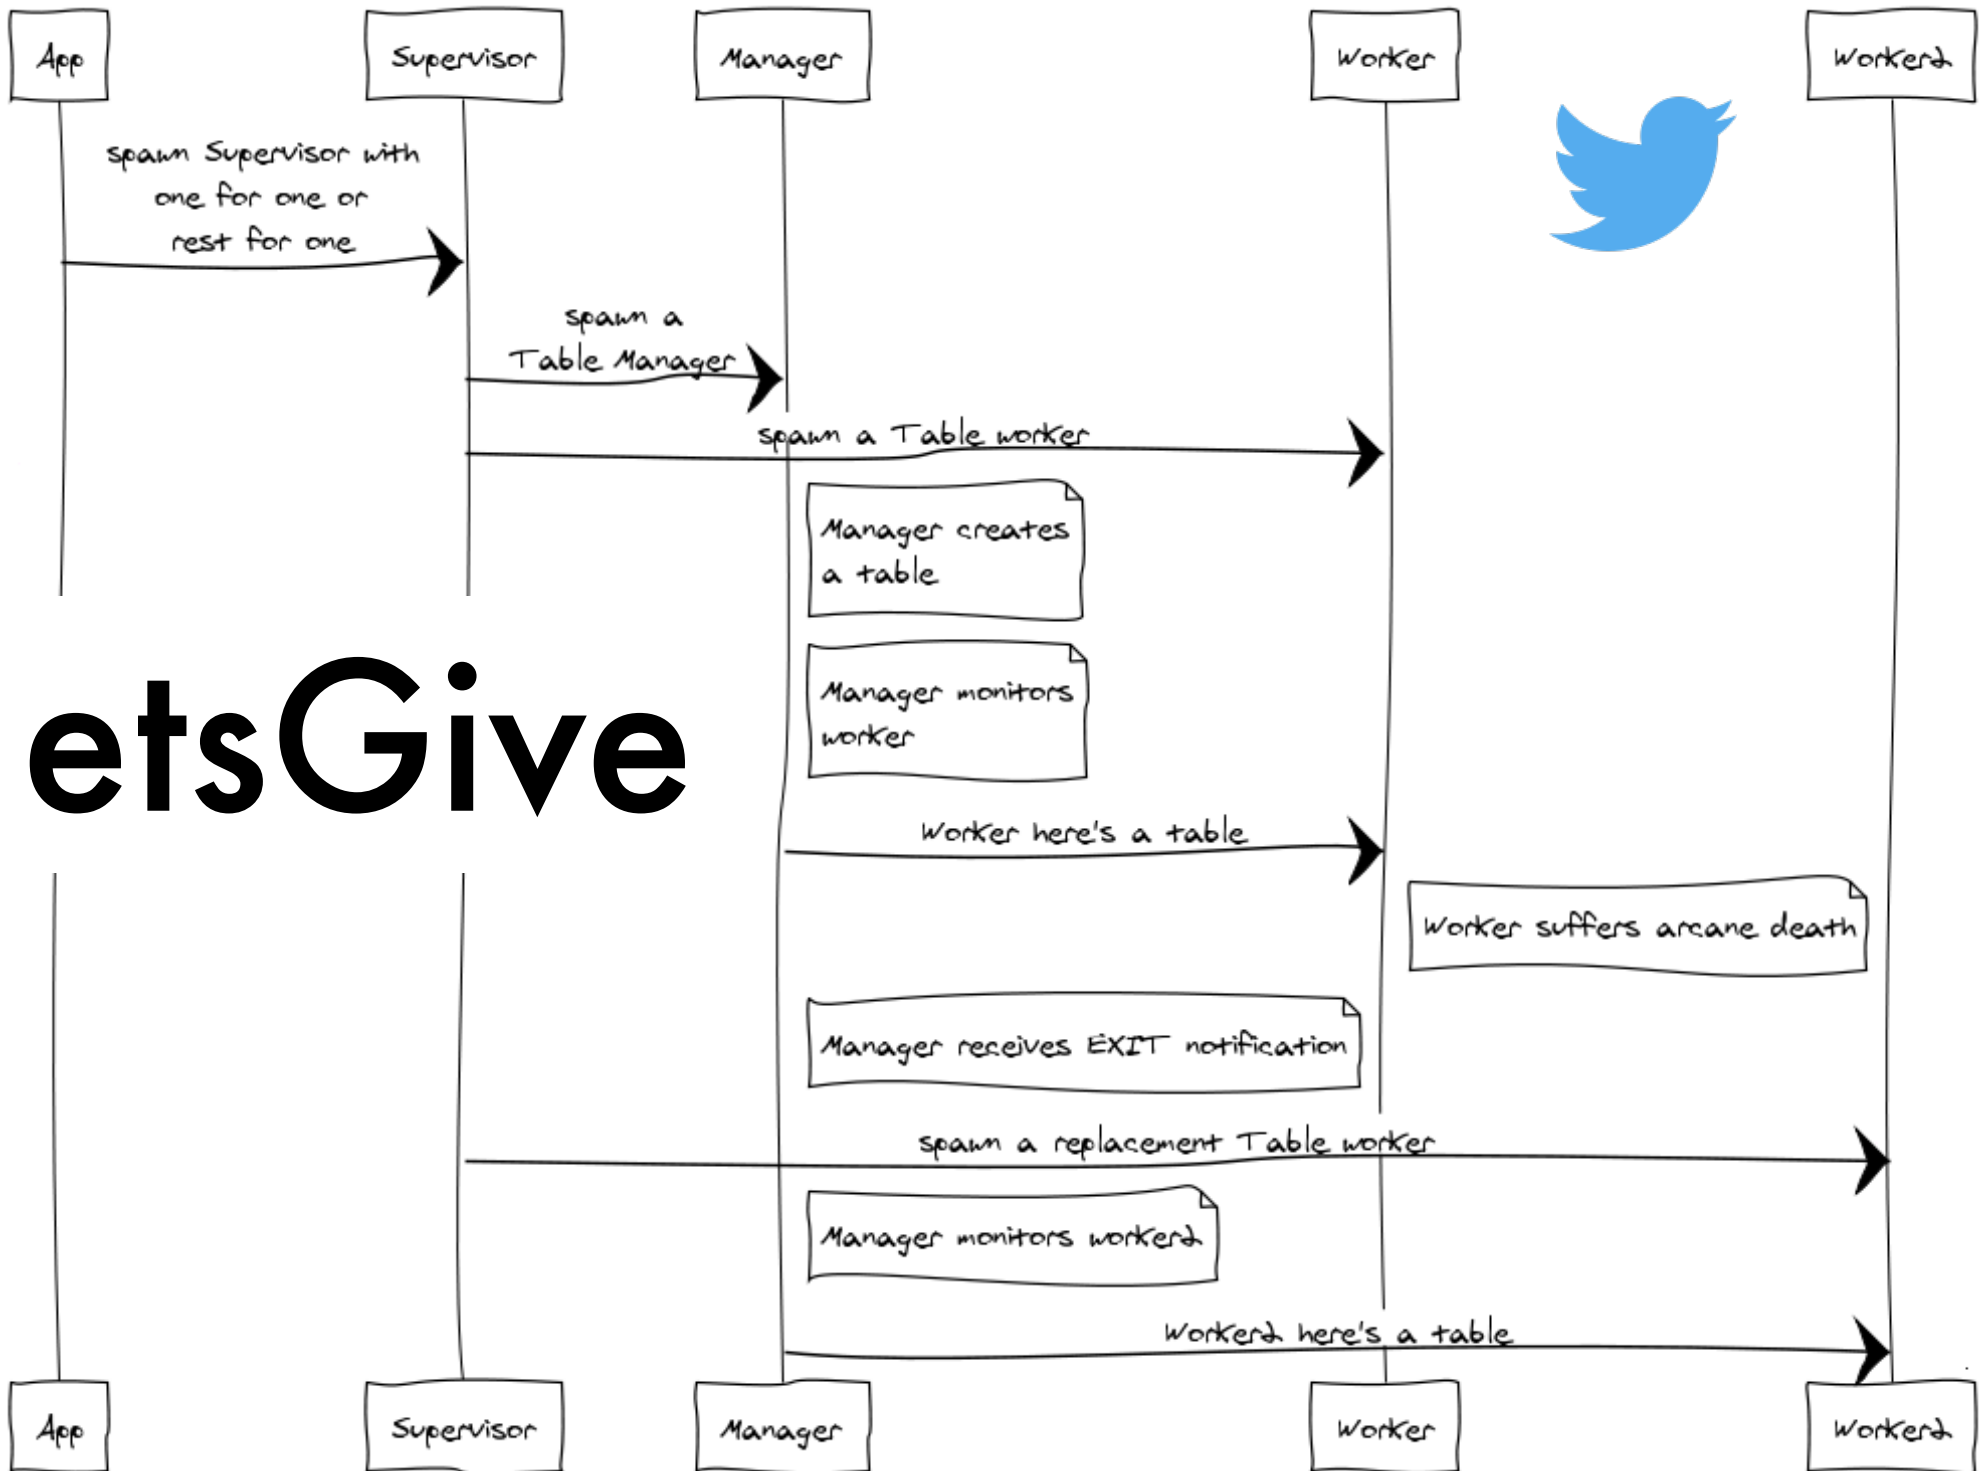 App
Supervisor
Manager
Worker
Worker2
spawn Supervisor with
one for one or
rest for one
spawn a
Table Manager
spawn a Table worker
Manager creates
a table
Manager monitors
worker
etsGive
Worker here's a table
Worker suffers arcane death
Manager receives EXIT notification
spawn a replacement Table worker
Manager monitors worker2
Worker2 here's a table
App
Supervisor
Manager
Worker
Worker2